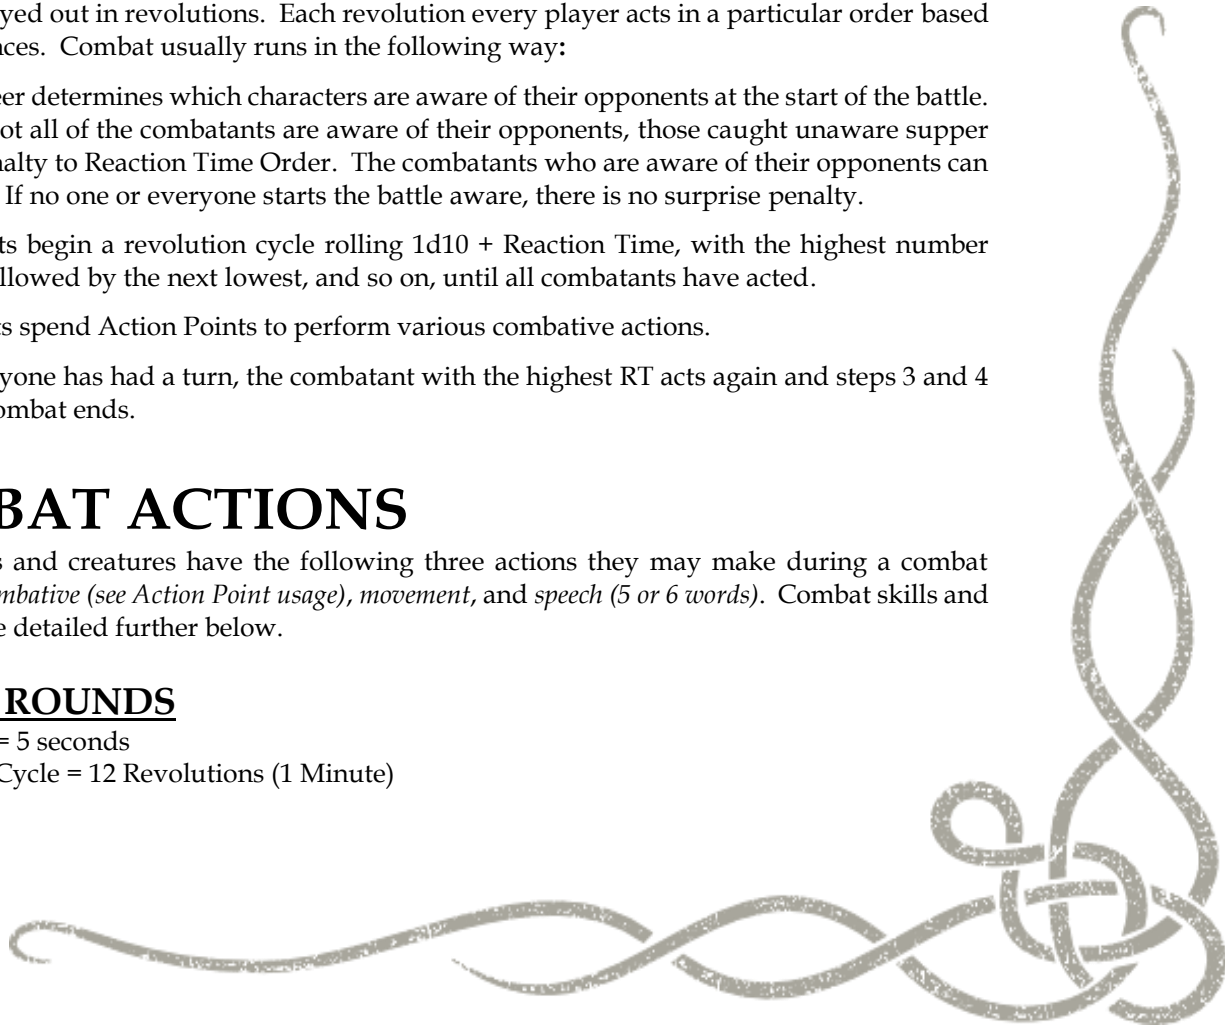 yed out in revolutions.  Each revolution every player acts in a particular order based
nces.  Combat usually runs in the following way:
eer determines which characters are aware of their opponents at the start of the battle.
ot all of the combatants are aware of their opponents, those caught unaware supper
nalty to Reaction Time Order.  The combatants who are aware of their opponents can
If no one or everyone starts the battle aware, there is no surprise penalty.
ts begin a revolution cycle rolling 1d10 + Reaction Time, with the highest number
llowed by the next lowest, and so on, until all combatants have acted.
ts spend Action Points to perform various combative actions.
yone has had a turn, the combatant with the highest RT acts again and steps 3 and 4
ombat ends.
BAT ACTIONS
s and creatures have the following three actions they may make during a combat
mbative (see Action Point usage), movement, and speech (5 or 6 words).  Combat skills and
e detailed further below.
ROUNDS
= 5 seconds
Cycle = 12 Revolutions (1 Minute)